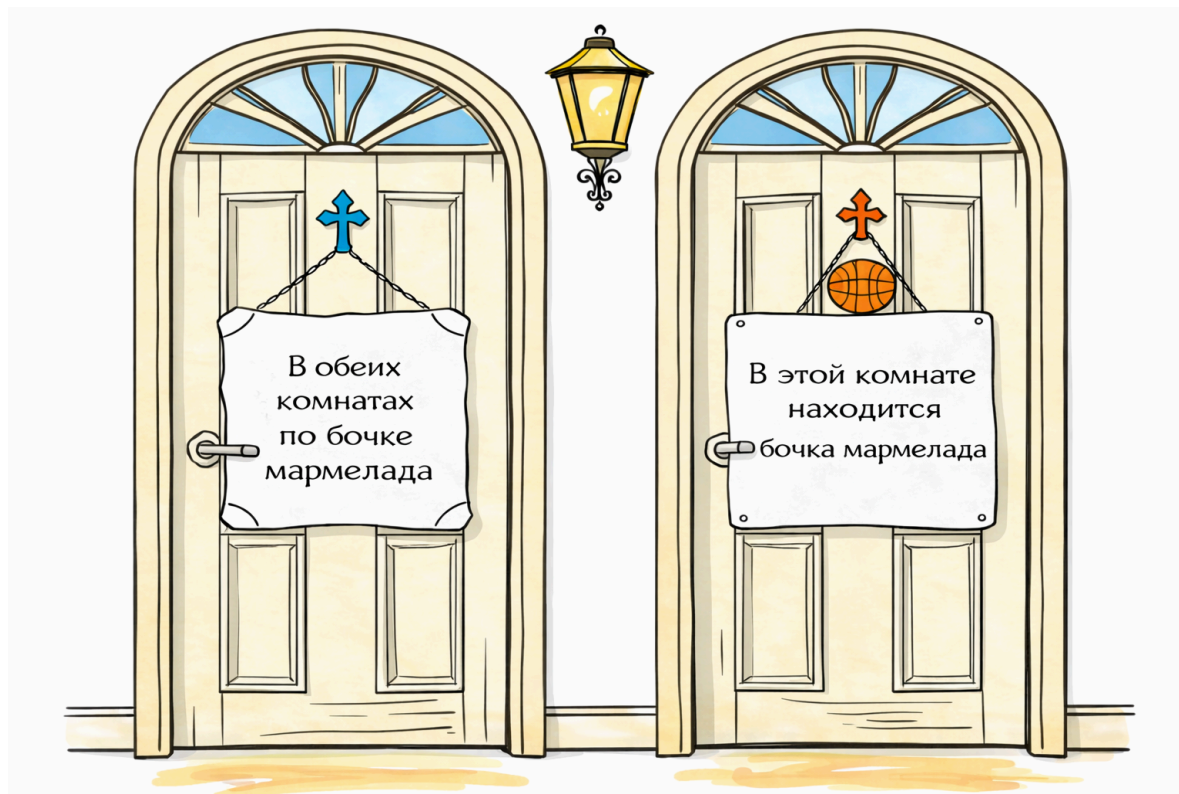 В обеих
комнатах
по бочке
мармелада
В этой комнате
находится
бочка мармелада